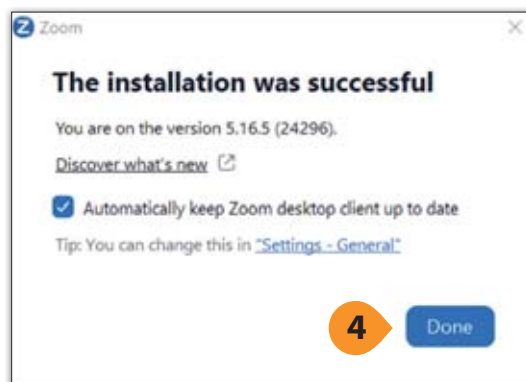 Zoom
The installation was successful
You are on the version 5.16.5 (24296).
Discover what's new
Automatically keep Zoom desktop client up to date
Tip: You can change this in "Settings - General"
4 Done